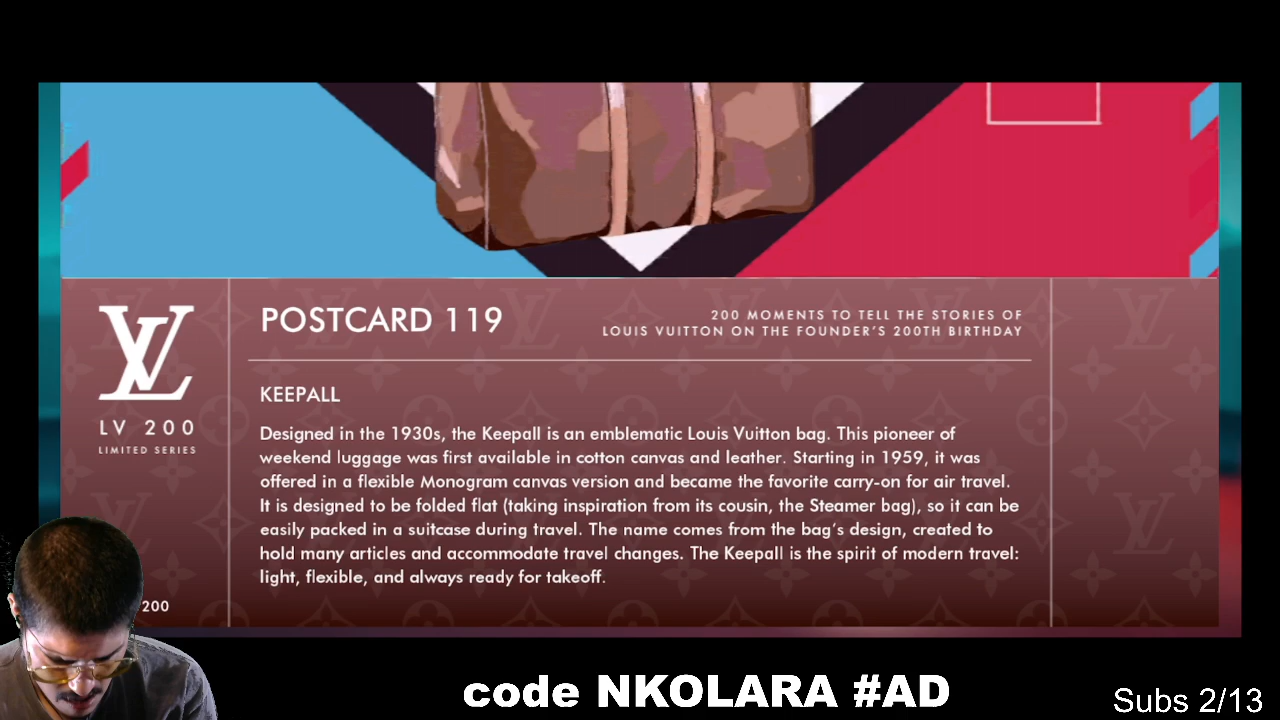 POSTCARD 119
200 MOMENTS TO TELL THE STORIES OF
LOUIS VUITTON ON THE FOUNDER'S 200TH BIRTHDAY
LV
LV 200
LIMITED SERIES
KEEPALL
Designed in the 1930s, the Keepall is an emblematic Louis Vuitton bag. This pioneer of
weekend luggage was first available in cotton canvas and leather. Starting in 1959, it was
offered in a flexible Monogram canvas version and became the favorite carry-on for air travel.
It is designed to be folded flat (taking inspiration from its cousin, the Steamer bag), so it can be
easily packed in a suitcase during travel. The name comes from the bag's design, created to
hold many articles and accommodate travel changes. The Keepall is the spirit of modern travel:
light, flexible, and always ready for takeoff.
200
code NKOLARA #AD
Subs 2/13